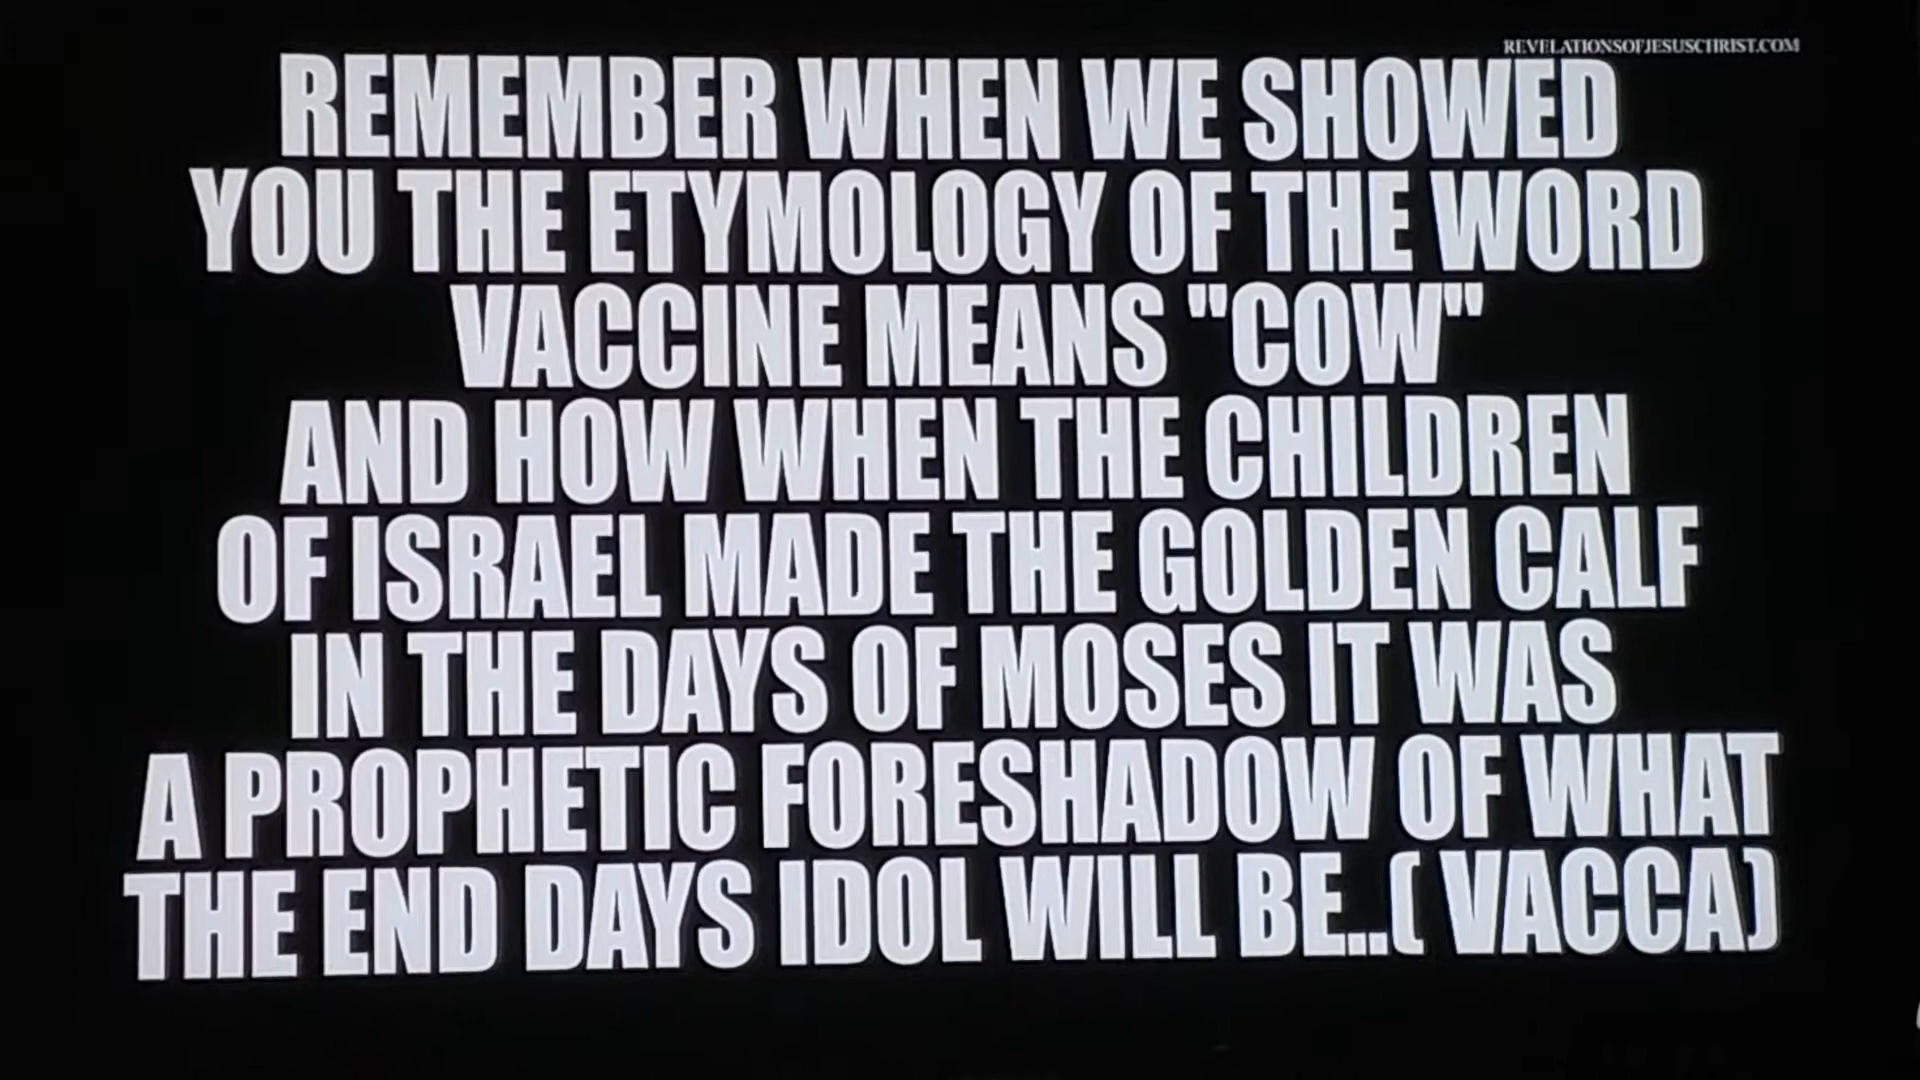 REVELATIONSOFJESUSCHRIST.COM
REMEMBER WHEN WE SHOWED
YOU THE ETYMOLOGY OF THE WORD
VACCINE MEANS "COW"
AND HOW WHEN THE CHILDREN
OF ISRAEL MADE THE GOLDEN CALF
IN THE DAYS OF MOSES IT WAS
A PROPHETIC FORESHADOW OF WHAT
THE END DAYS IDOL WILL BE..( VACCA)